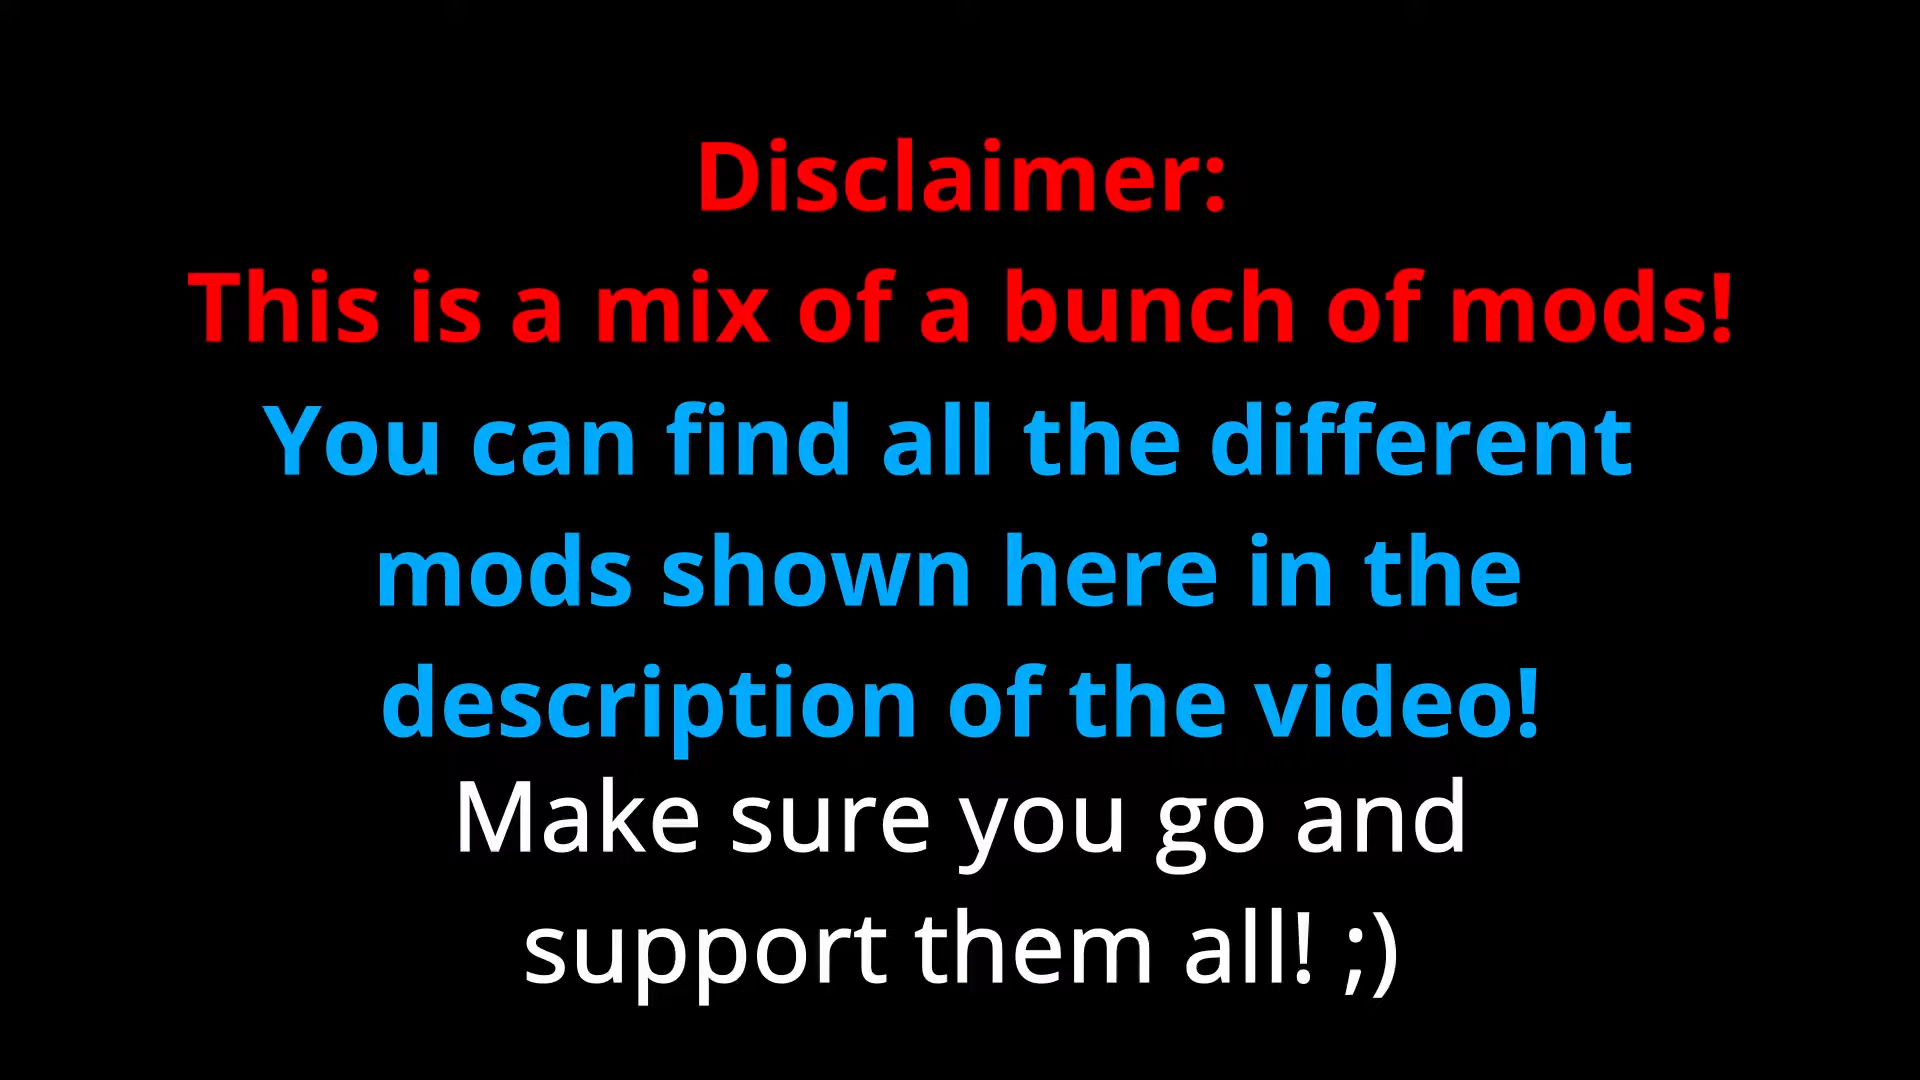 Disclaimer:
This is a mix of a bunch of mods!
You can find all the different
mods shown here in the
description of the video!
Make sure you go and
support them all! ;)